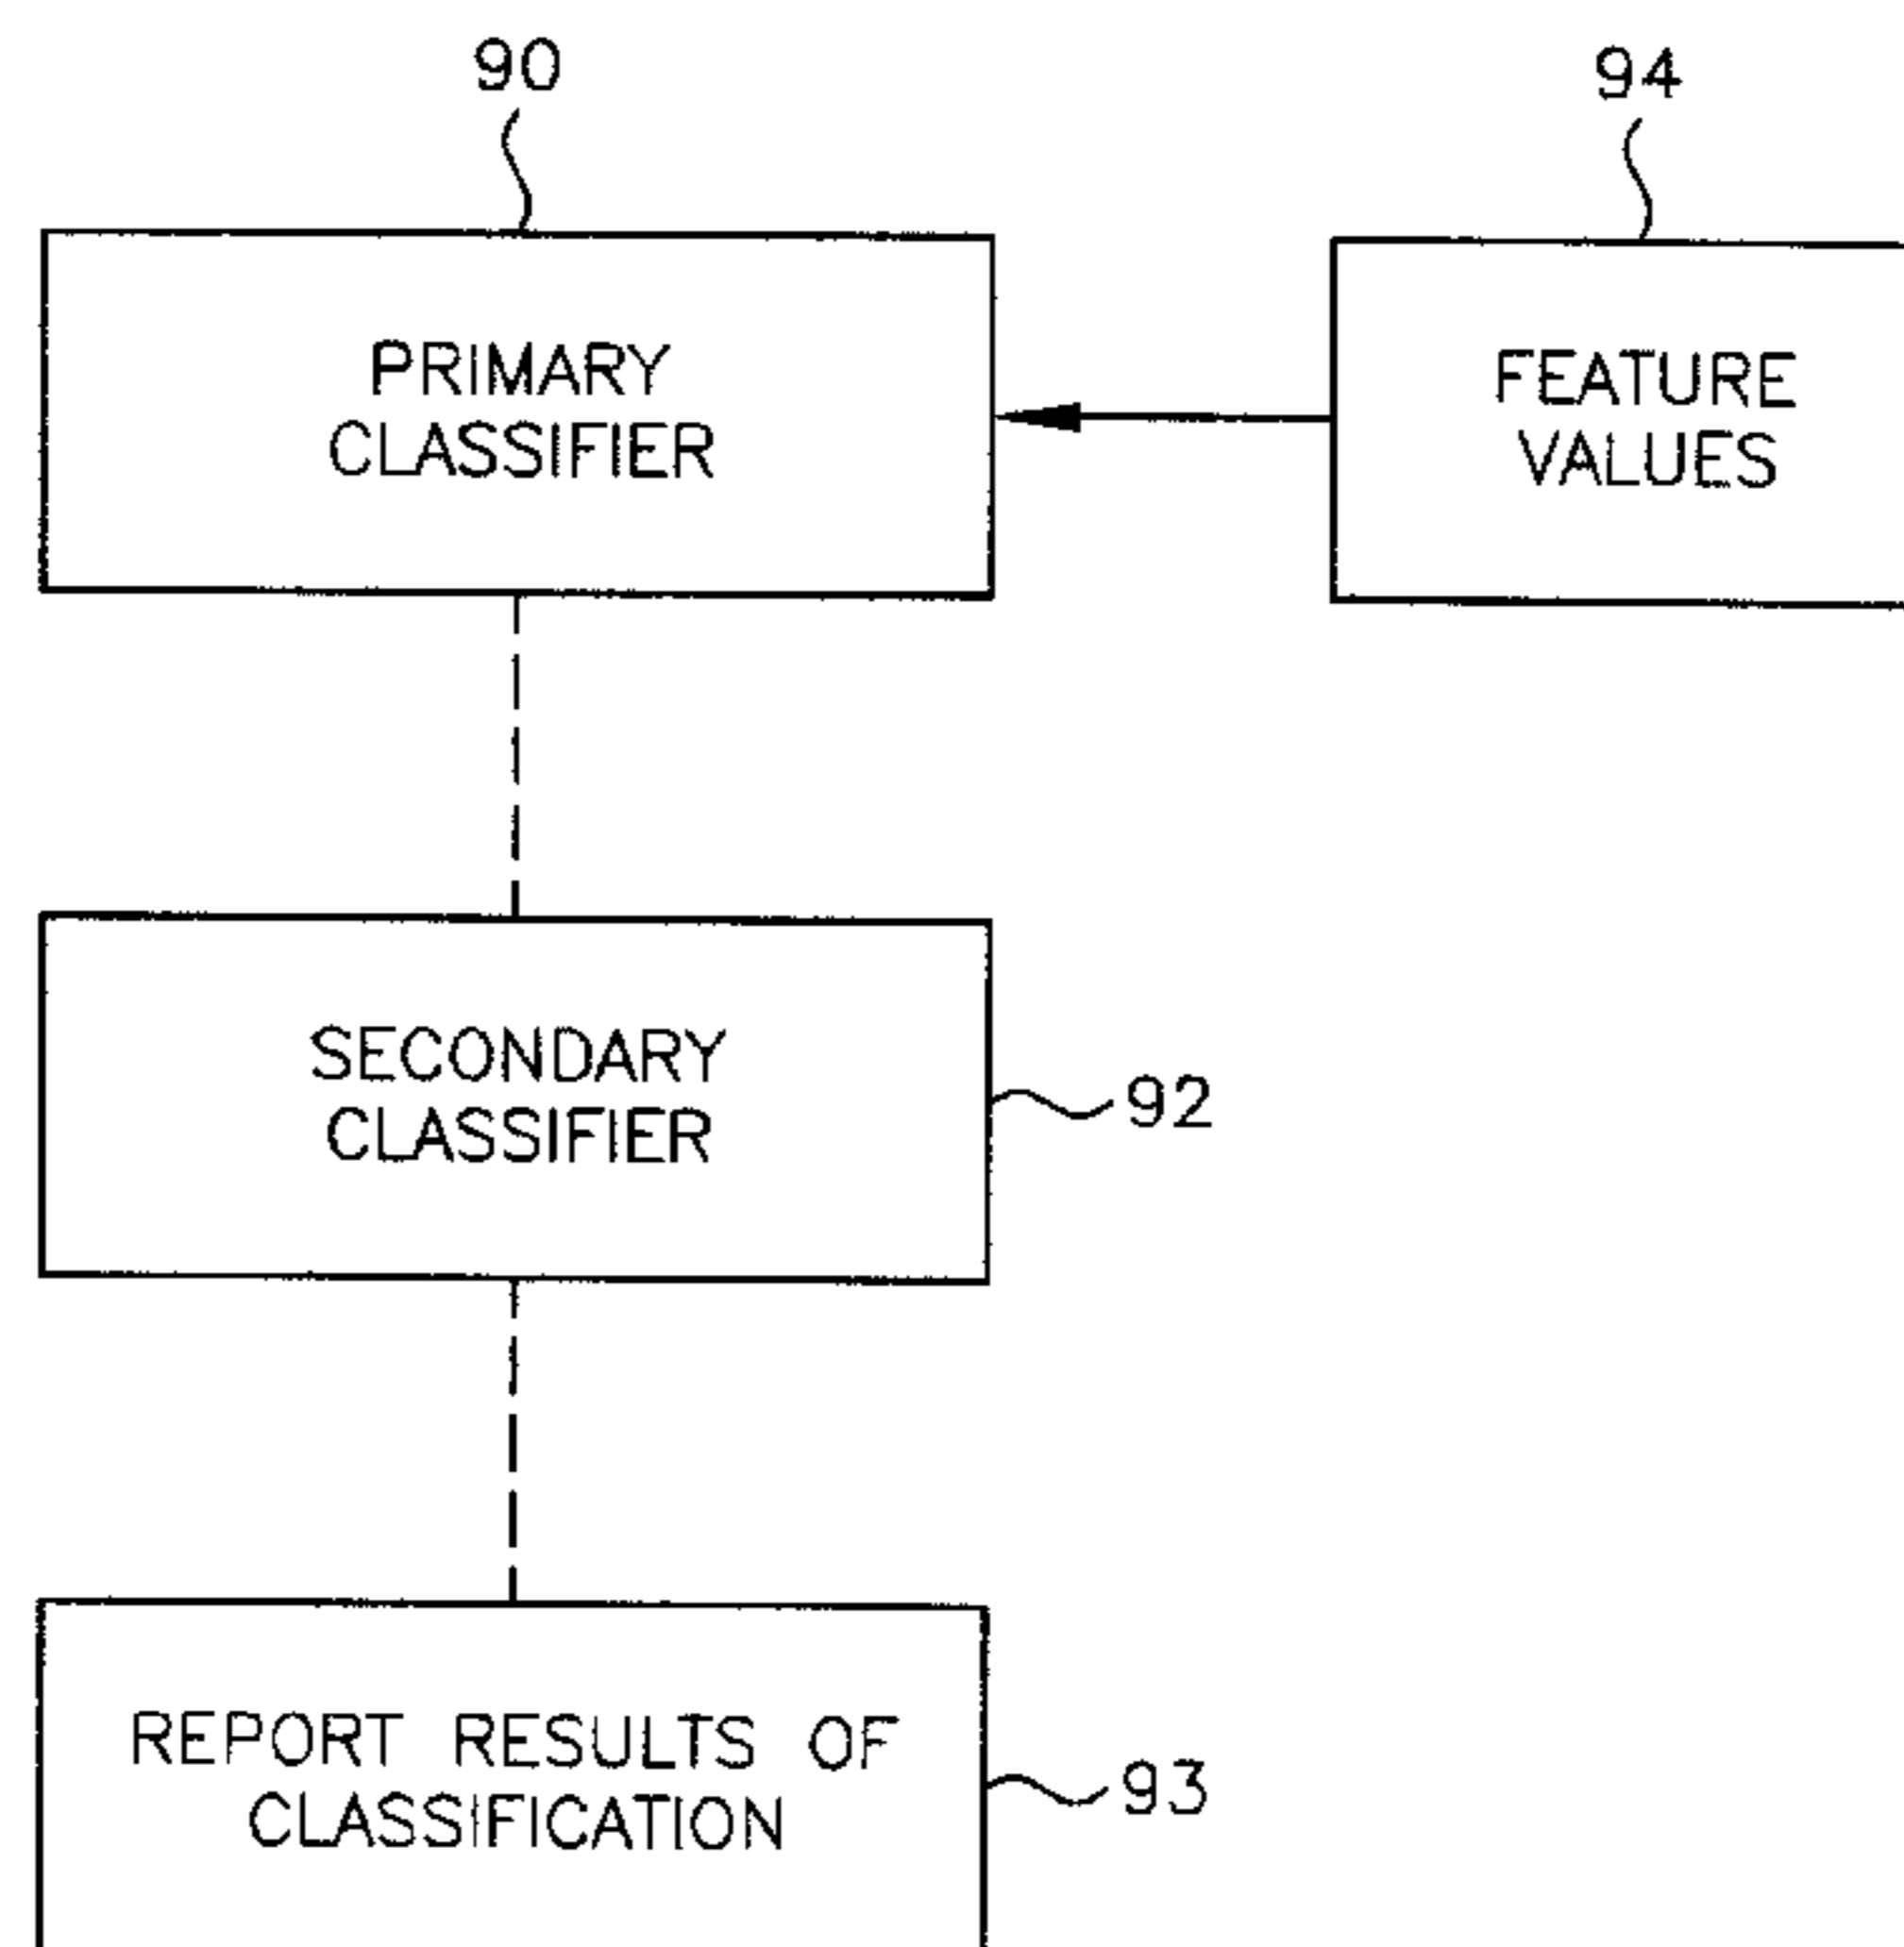 90
94
PRIMARY
CLASSIFIER
FEATURE
VALUES
SECONDARY
CLASSIFIER
92
REPORT RESULTS OF
CLASSIFICATION
93